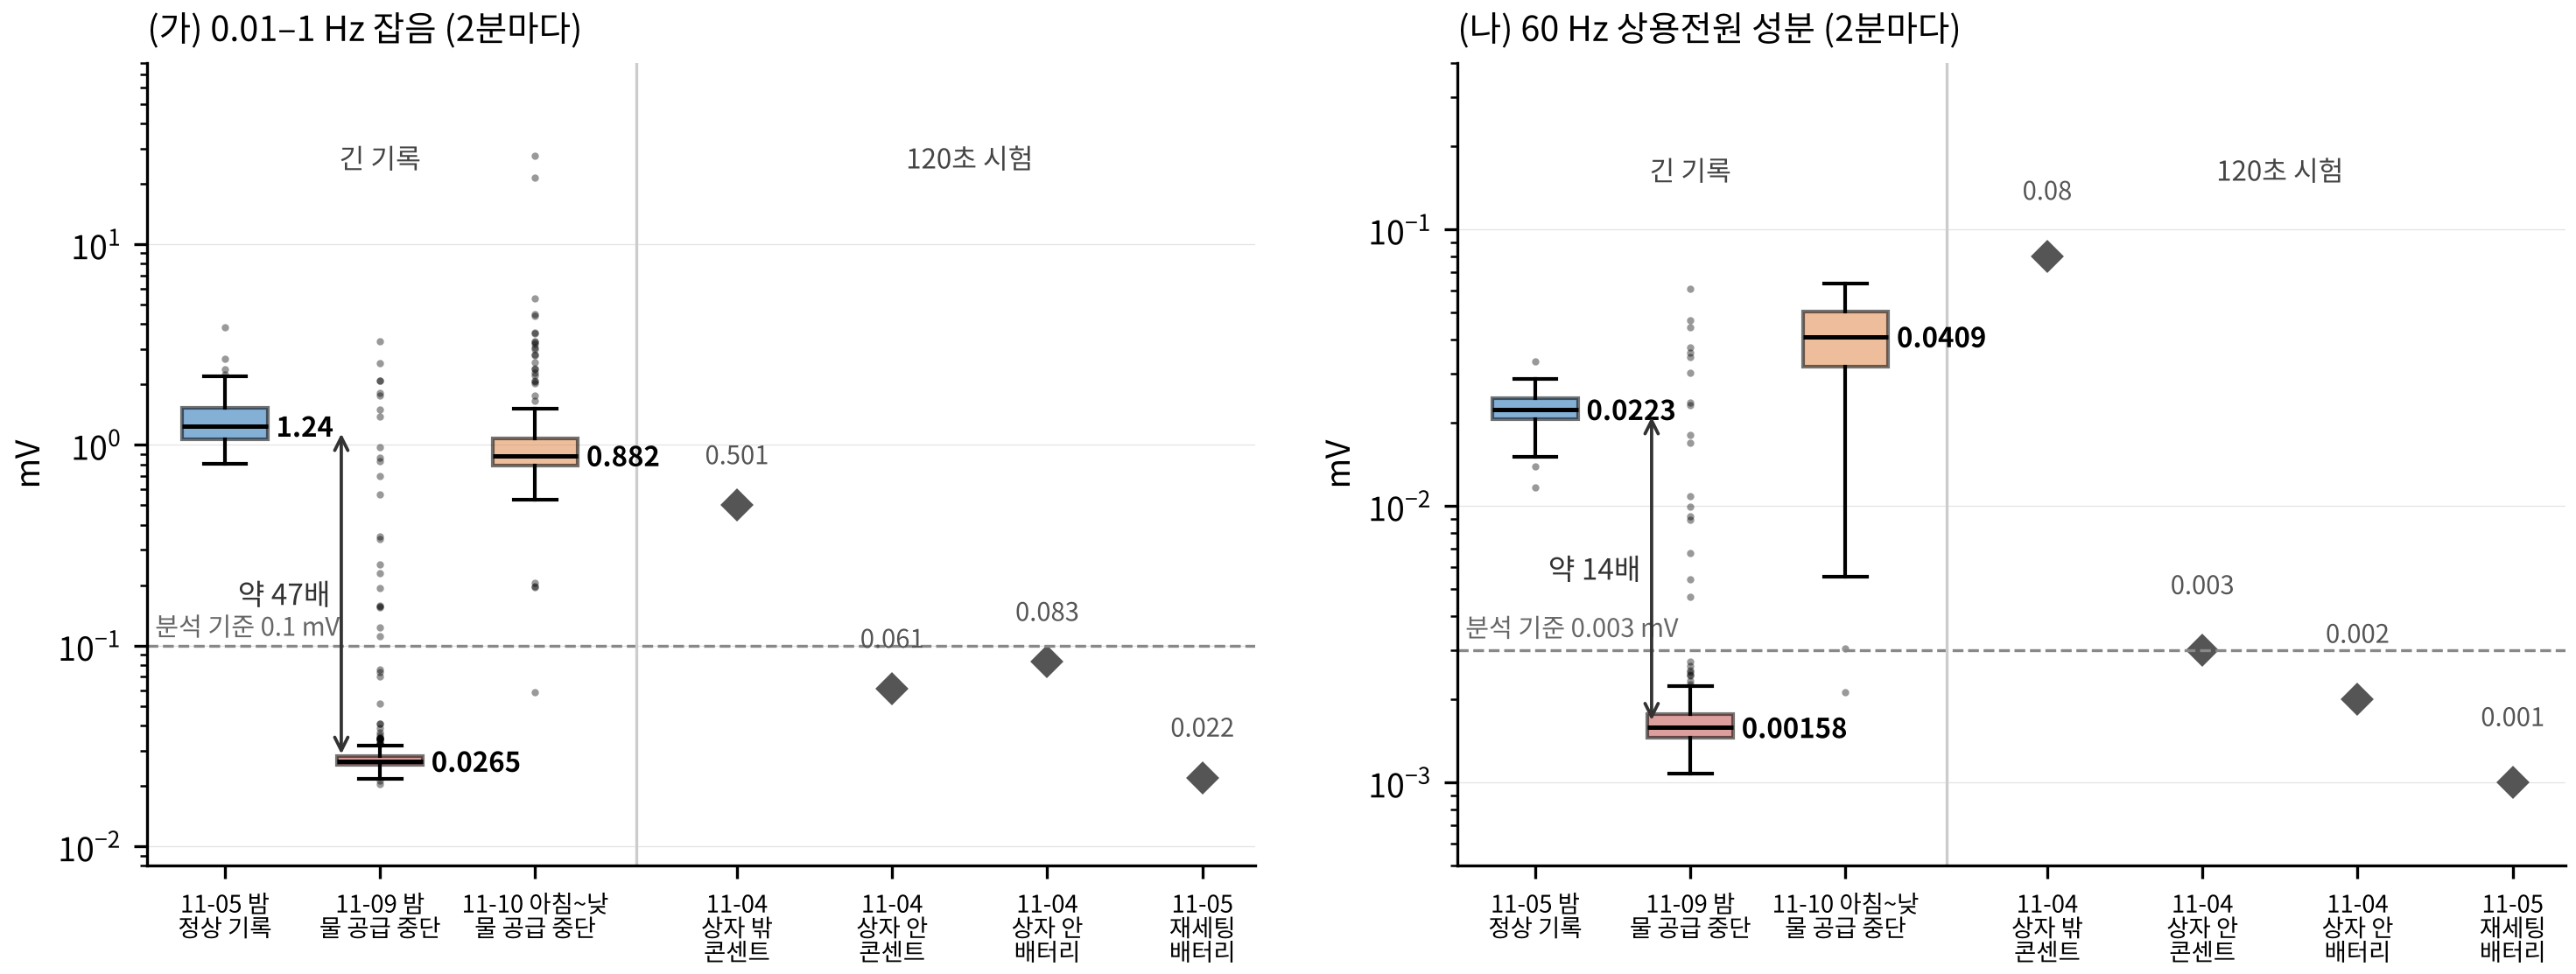 (가) 0.01–1 Hz 잡음 (2분마다)
mV
10¹
10⁰
10⁻¹
10⁻²
긴 기록
120초 시험
1.24
0.882
0.501
약 47배
분석 기준 0.1 mV
0.061
0.083
0.022
0.0265
11-05 밤
정상 기록
11-09 밤
물 공급 중단
11-10 아침~낮
물 공급 중단
11-04
상자 밖
콘센트
11-04
상자 안
콘센트
11-04
상자 안
배터리
11-05
재세팅
배터리
(나) 60 Hz 상용전원 성분 (2분마다)
mV
10⁻¹
10⁻²
10⁻³
긴 기록
120초 시험
0.08
0.0409
0.0223
약 14배
분석 기준 0.003 mV
0.003
0.002
0.001
0.00158
11-05 밤
정상 기록
11-09 밤
물 공급 중단
11-10 아침~낮
물 공급 중단
11-04
상자 밖
콘센트
11-04
상자 안
콘센트
11-04
상자 안
배터리
11-05
재세팅
배터리